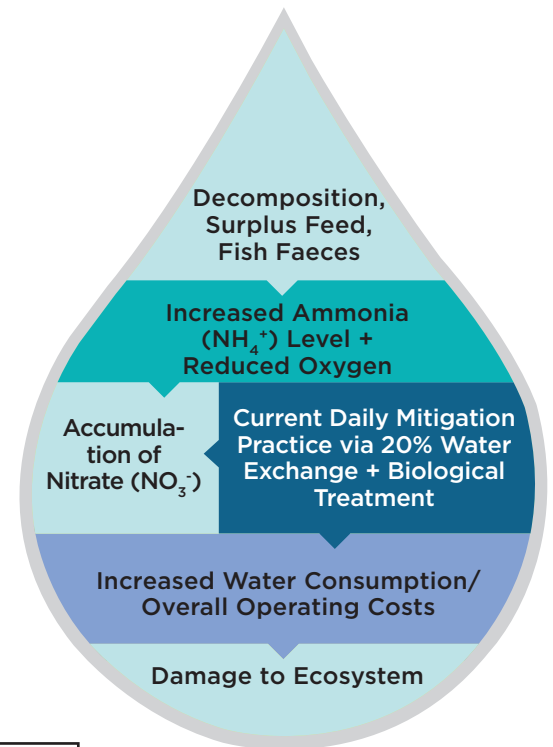 Decomposition,
Surplus Feed,
Fish Faeces
Increased Ammonia
(NH₄⁺) Level +
Reduced Oxygen
Accumula-
tion of
Nitrate (NO₃⁻)
Current Daily Mitigation
Practice via 20% Water
Exchange + Biological
Treatment
Increased Water Consumption/
Overall Operating Costs
Damage to Ecosystem